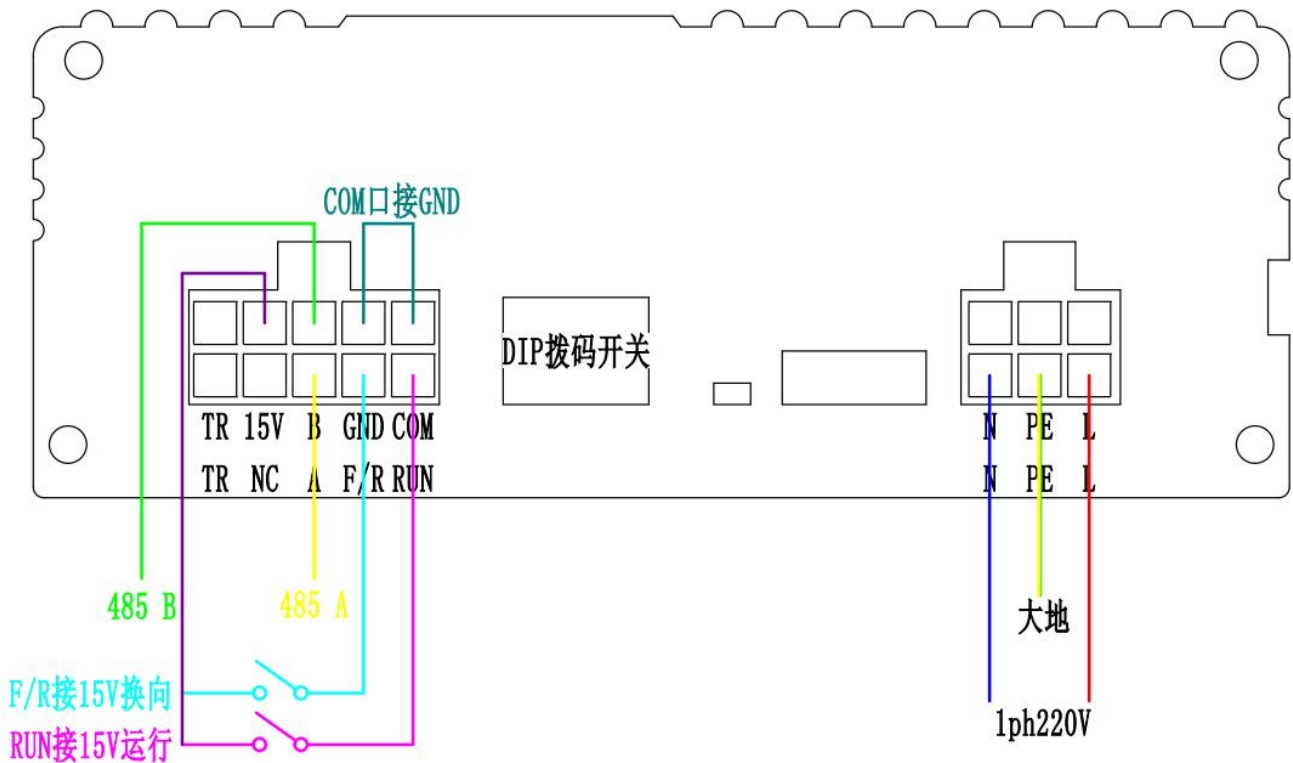 COM口接GND
DIP拨码开关
TR 15V B GND COM
TR NC A F/R RUN
N PE L
N PE L
485 B
485 A
大地
F/R接15V换向
RUN接15V运行
1ph220V